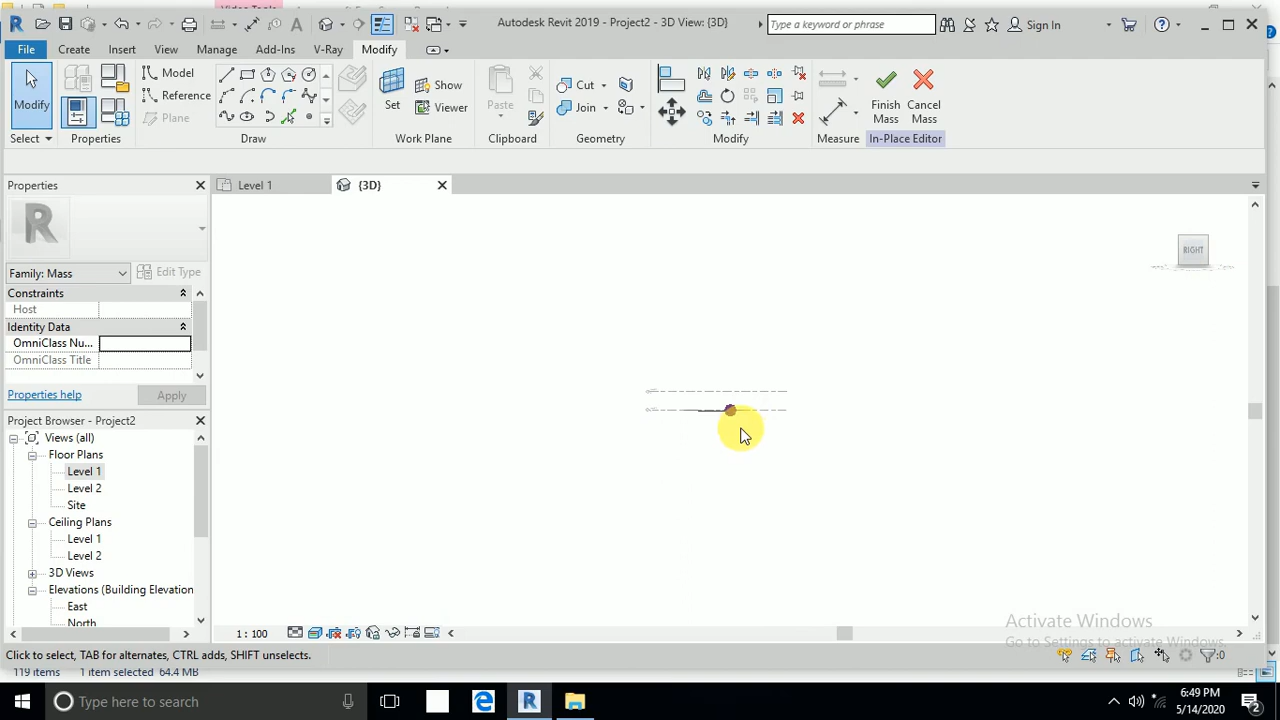 Video Tools
Autodesk Revit 2019 - Project2 - 3D View: {3D}
Type a keyword or phrase
Sign In
File
Create
Insert
View
Manage
Add-Ins
V-Ray
Modify
Modify
Select
Properties
Model
Reference
Plane
Draw
Set
Show
Viewer
Work Plane
Paste
Clipboard
Cut
Join
Geometry
Modify
Measure
Finish Mass
Cancel Mass
In-Place Editor
Properties
Level 1
{3D}
R
Family: Mass
Edit Type
Constraints
Host
Identity Data
OmniClass Nu...
OmniClass Title
Properties help
Apply
Project Browser - Project2
Views (all)
Floor Plans
Level 1
Level 2
Site
Ceiling Plans
Level 1
Level 2
3D Views
Elevations (Building Elevation
East
North
RIGHT
1 : 100
Activate Windows
Go to Settings to activate Windows.
Click to select, TAB for alternates, CTRL adds, SHIFT unselects.
:0
119 items
1 item selected 64.4 MB
Type here to search
6:49 PM
5/14/2020
2